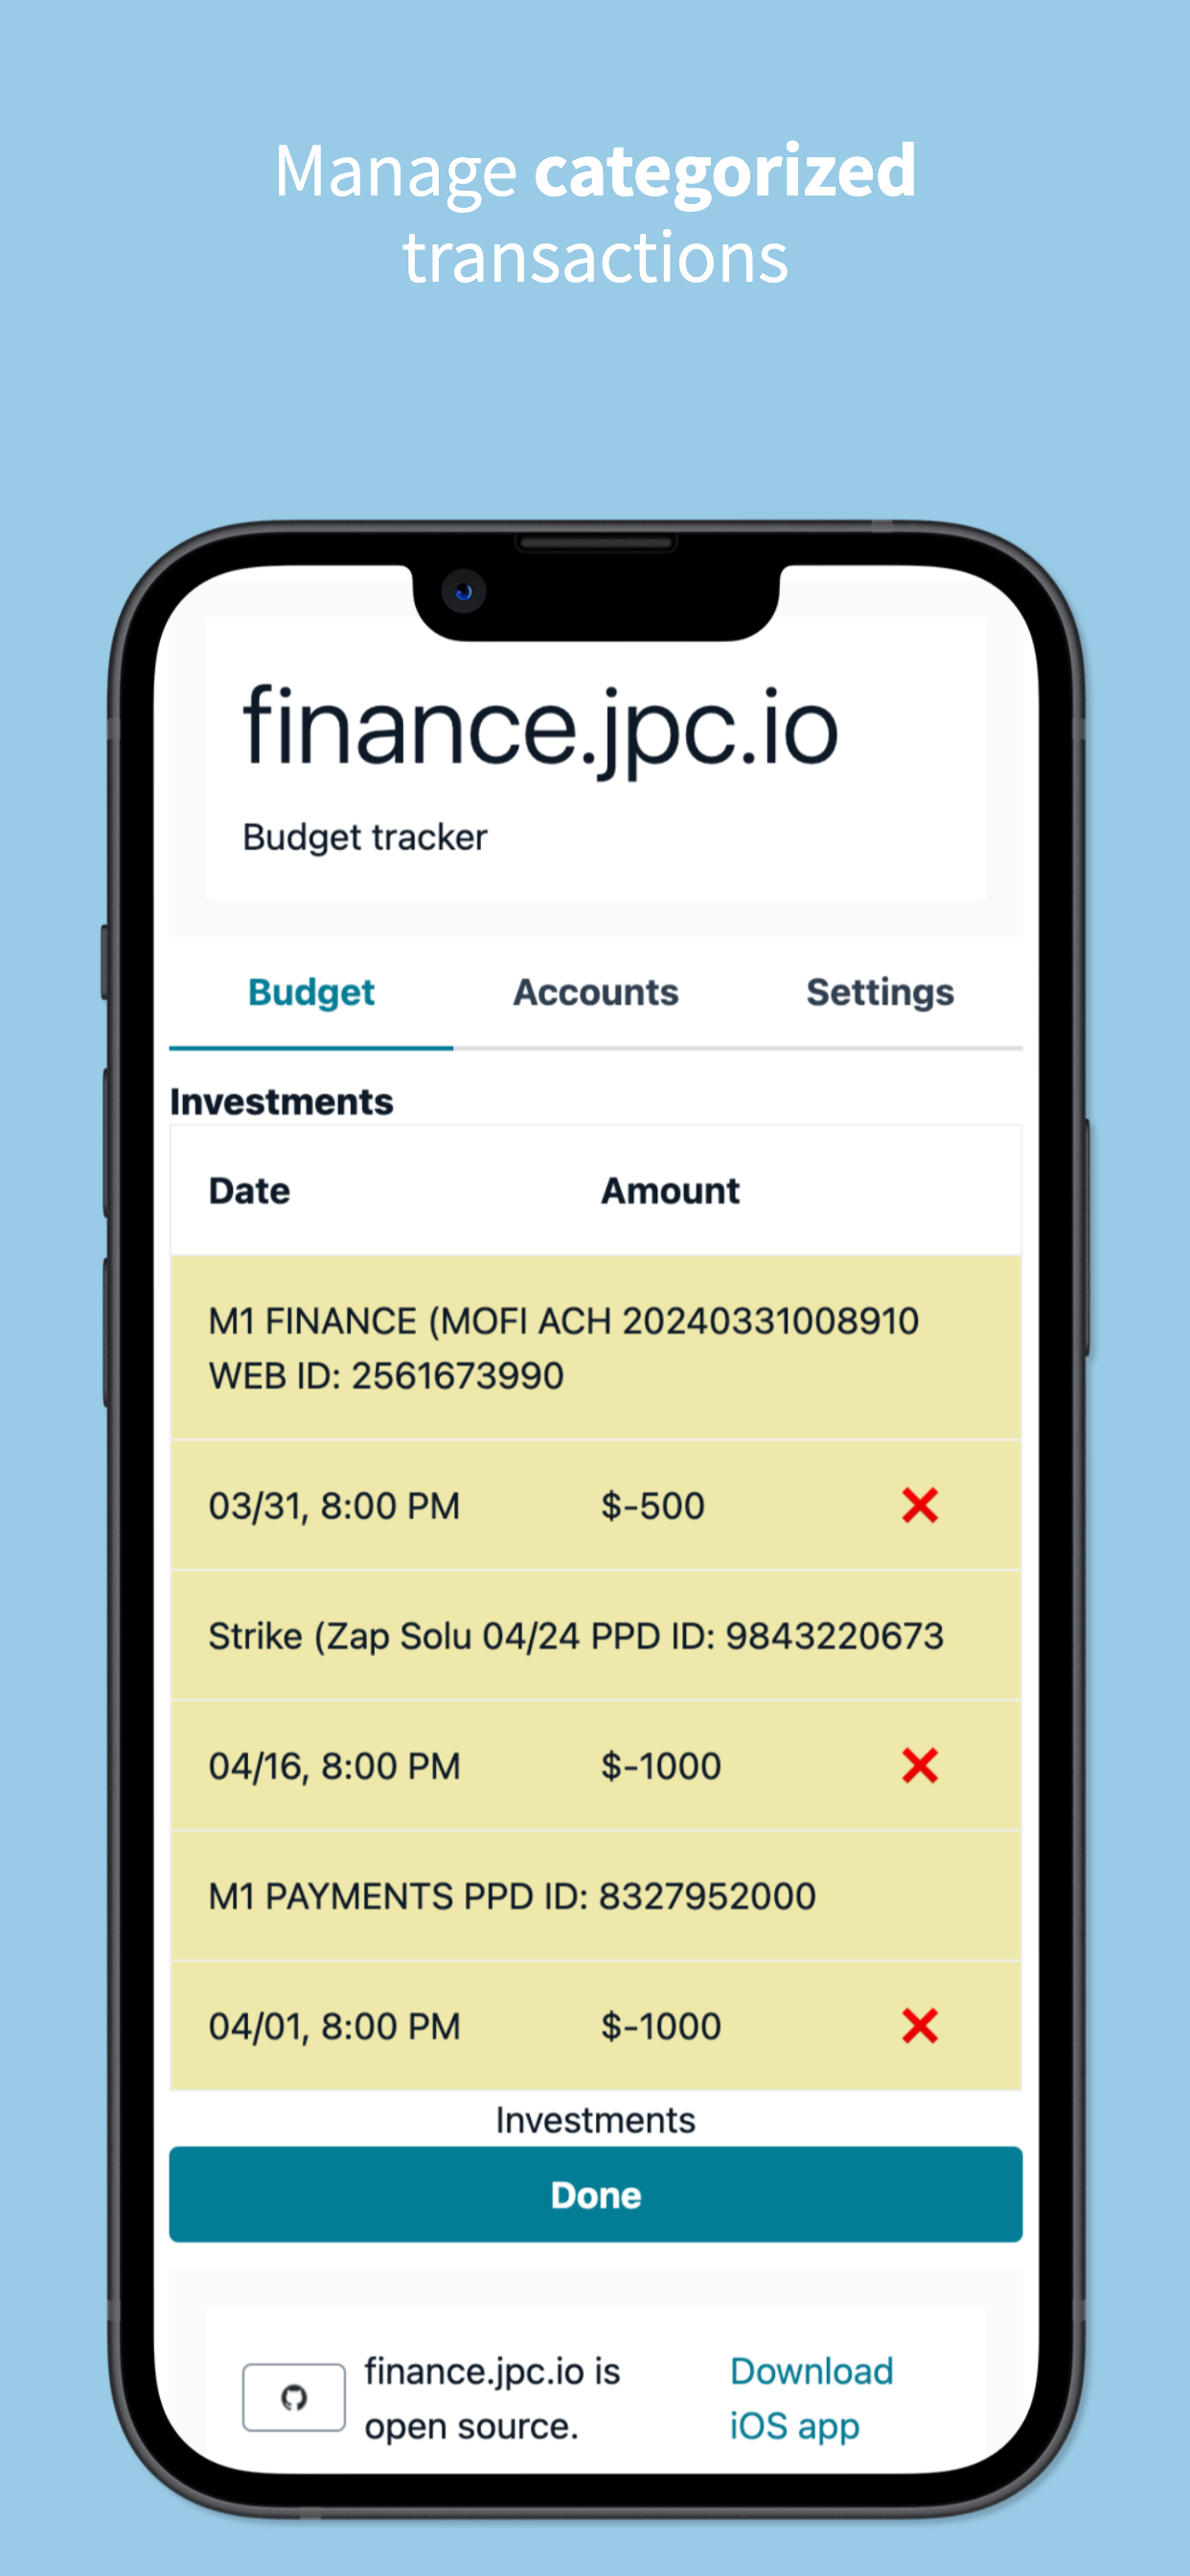 Manage categorized
transactions
finance.jpc.io
Budget tracker
Budget Accounts Settings
Investments
Date Amount
M1 FINANCE (MOFI ACH 20240331008910
WEB ID: 2561673990
03/31, 8:00 PM $-500 ❌
Strike (Zap Solu 04/24 PPD ID: 9843220673
04/16, 8:00 PM $-1000 ❌
M1 PAYMENTS PPD ID: 8327952000
04/01, 8:00 PM $-1000 ❌
Investments
Done
finance.jpc.io is
open source.
Download
iOS app